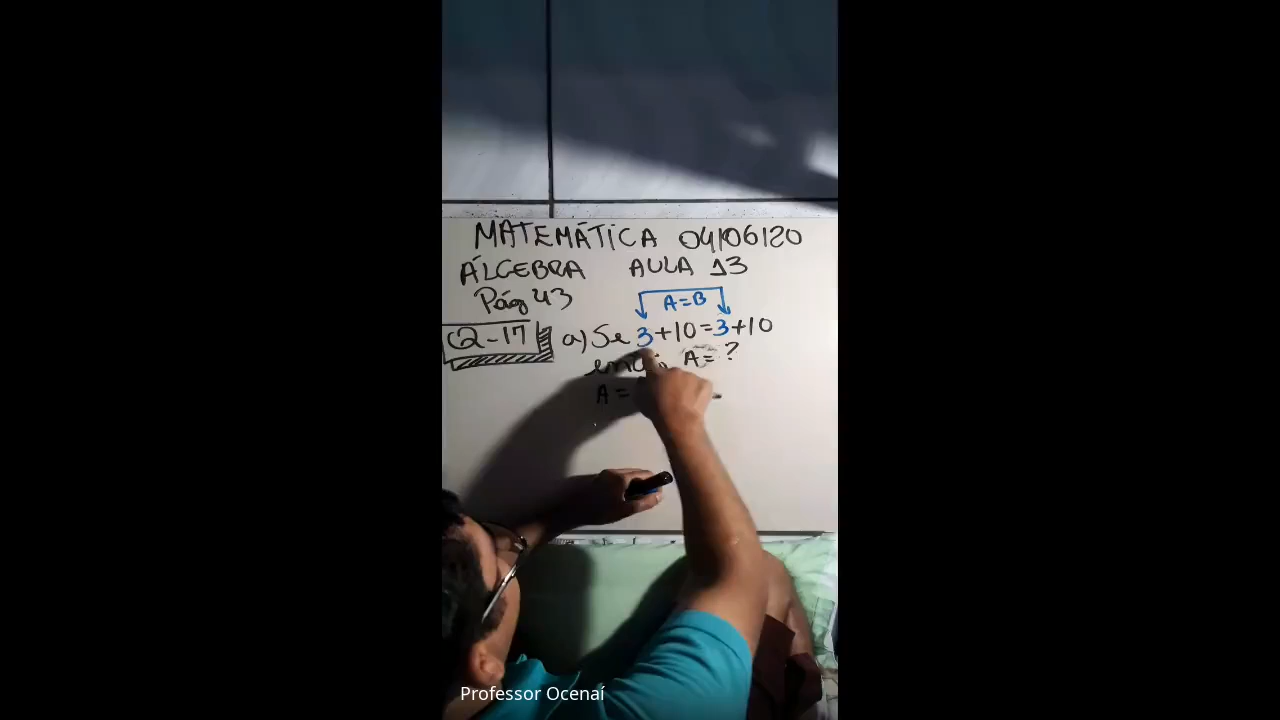 MATEMÁTICA 04/06/20
ÁLGEBRA AULA 13
Pág 43
A=B
Q-17 a) Se 3+10=3+10
A= ?
A=
Professor Ocenaí